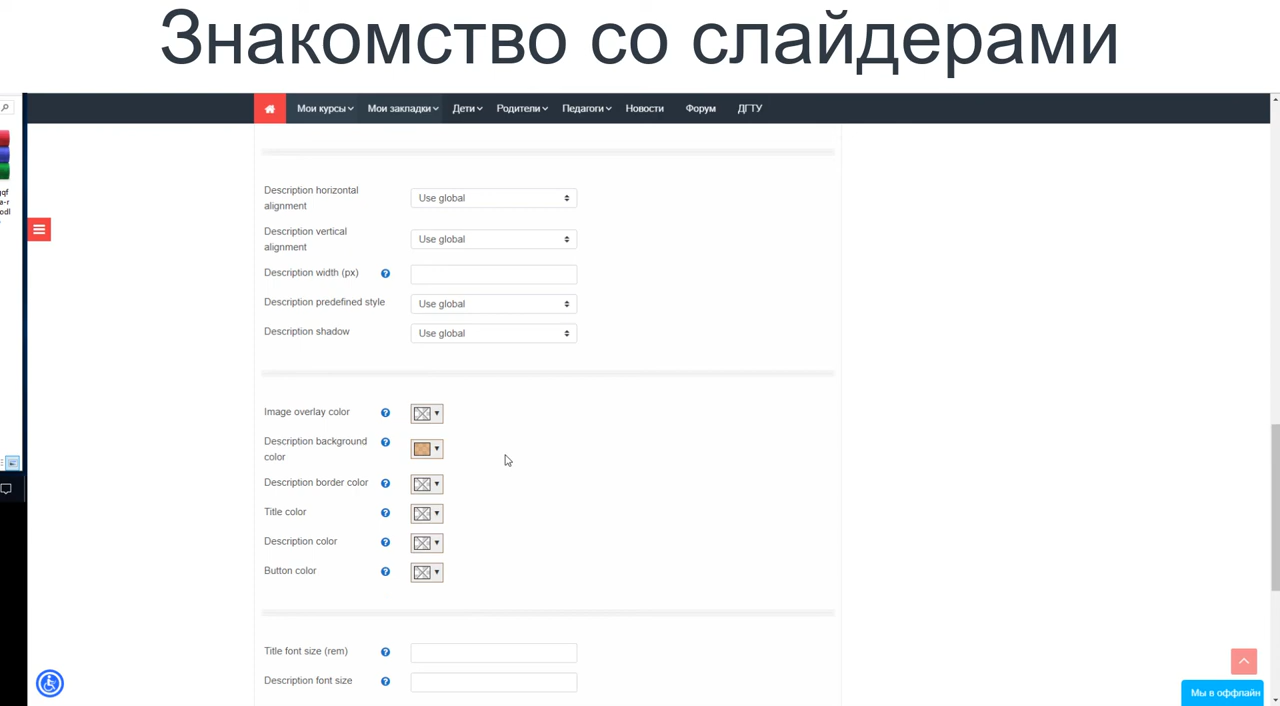 Знакомство со слайдерами
Мои курсы Мои закладки Дети Родители Педагоги Новости Форум ДГТУ
Description horizontal
alignment
Use global
Description vertical
alignment
Use global
Description width (px)
Description predefined style
Use global
Description shadow
Use global
Image overlay color
Description background
color
Description border color
Title color
Description color
Button color
Title font size (rem)
Description font size
Мы в оффлайн